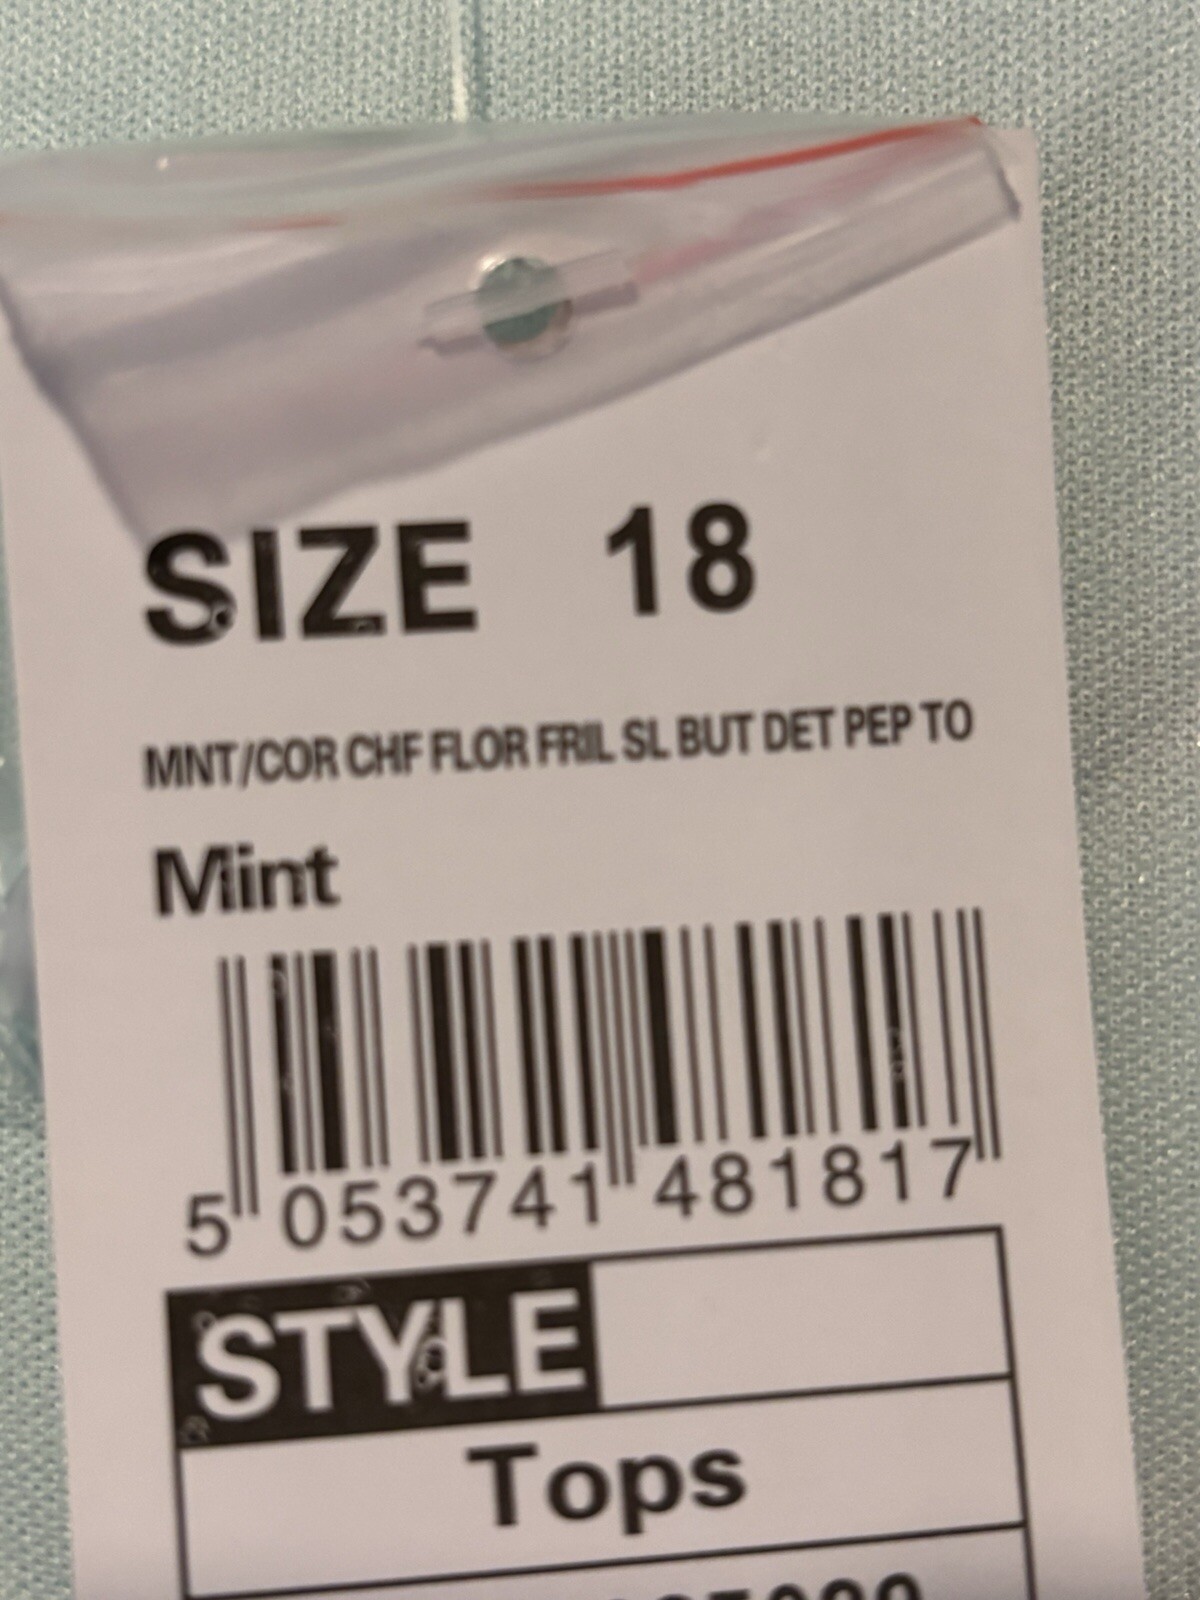 SIZE 18
MNT/COR CHF FLOR FRIL SL BUT DET PEP TO
Mint
5 053741 481817
STYLE
Tops